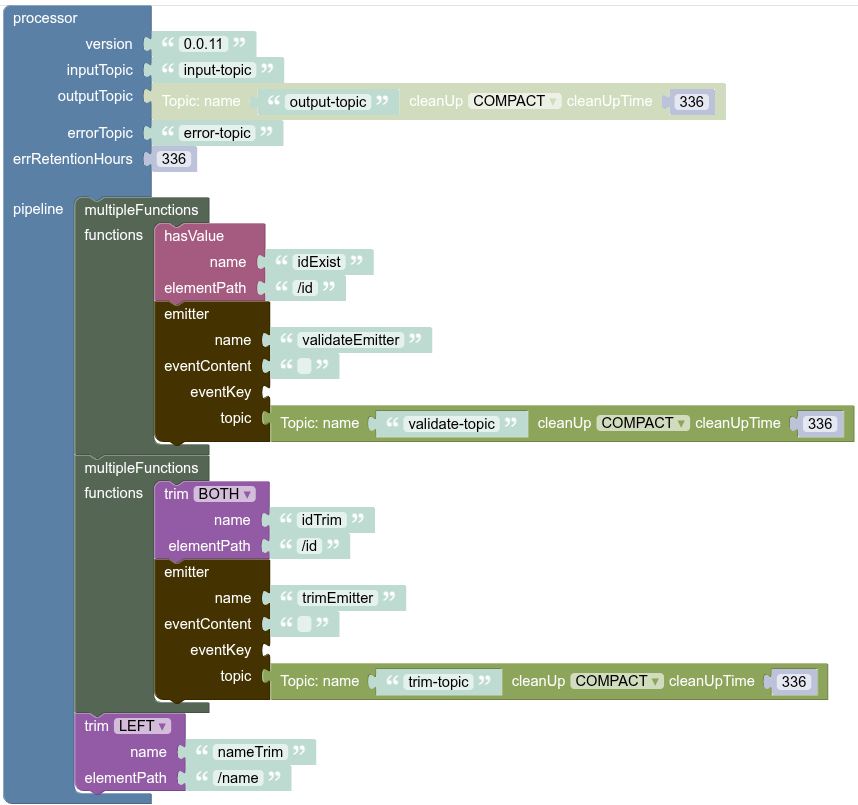 processor
version “ 0.0.11 ”
inputTopic “ input-topic ”
outputTopic Topic: name “ output-topic ” cleanUp COMPACT ▾ cleanUpTime 336
errorTopic “ error-topic ”
errRetentionHours 336
pipeline multipleFunctions
functions hasValue
name “ idExist ”
elementPath “ /id ”
emitter
name “ validateEmitter ”
eventContent “ ”
eventKey
topic Topic: name “ validate-topic ” cleanUp COMPACT ▾ cleanUpTime 336
multipleFunctions
functions trim BOTH ▾
name “ idTrim ”
elementPath “ /id ”
emitter
name “ trimEmitter ”
eventContent “ ”
eventKey
topic Topic: name “ trim-topic ” cleanUp COMPACT ▾ cleanUpTime 336
trim LEFT ▾
name “ nameTrim ”
elementPath “ /name ”